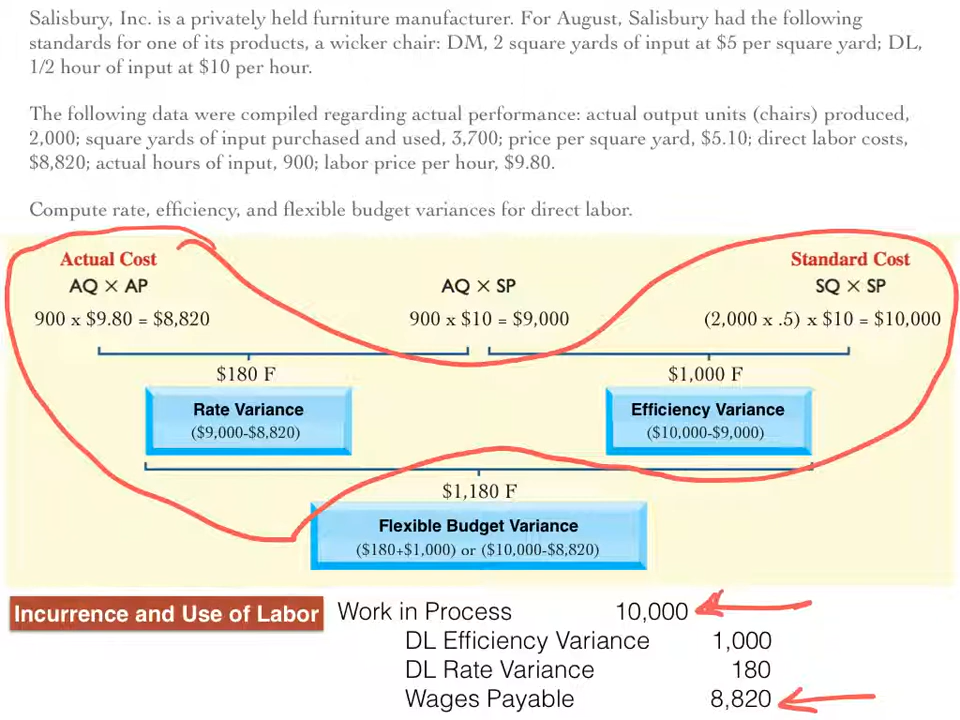 Salisbury, Inc. is a privately held furniture manufacturer. For August, Salisbury had the following
standards for one of its products, a wicker chair: DM, 2 square yards of input at $5 per square yard; DL,
1/2 hour of input at $10 per hour.
The following data were compiled regarding actual performance: actual output units (chairs) produced,
2,000; square yards of input purchased and used, 3,700; price per square yard, $5.10; direct labor costs,
$8,820; actual hours of input, 900; labor price per hour, $9.80.
Compute rate, efficiency, and flexible budget variances for direct labor.
Actual Cost Standard Cost
AQ × AP AQ × SP SQ × SP
900 x $9.80 = $8,820 900 x $10 = $9,000 (2,000 x .5) x $10 = $10,000
$180 F $1,000 F
Rate Variance Efficiency Variance
($9,000-$8,820) ($10,000-$9,000)
$1,180 F
Flexible Budget Variance
($180+$1,000) or ($10,000-$8,820)
Incurrence and Use of Labor Work in Process 10,000
DL Efficiency Variance 1,000
DL Rate Variance 180
Wages Payable 8,820